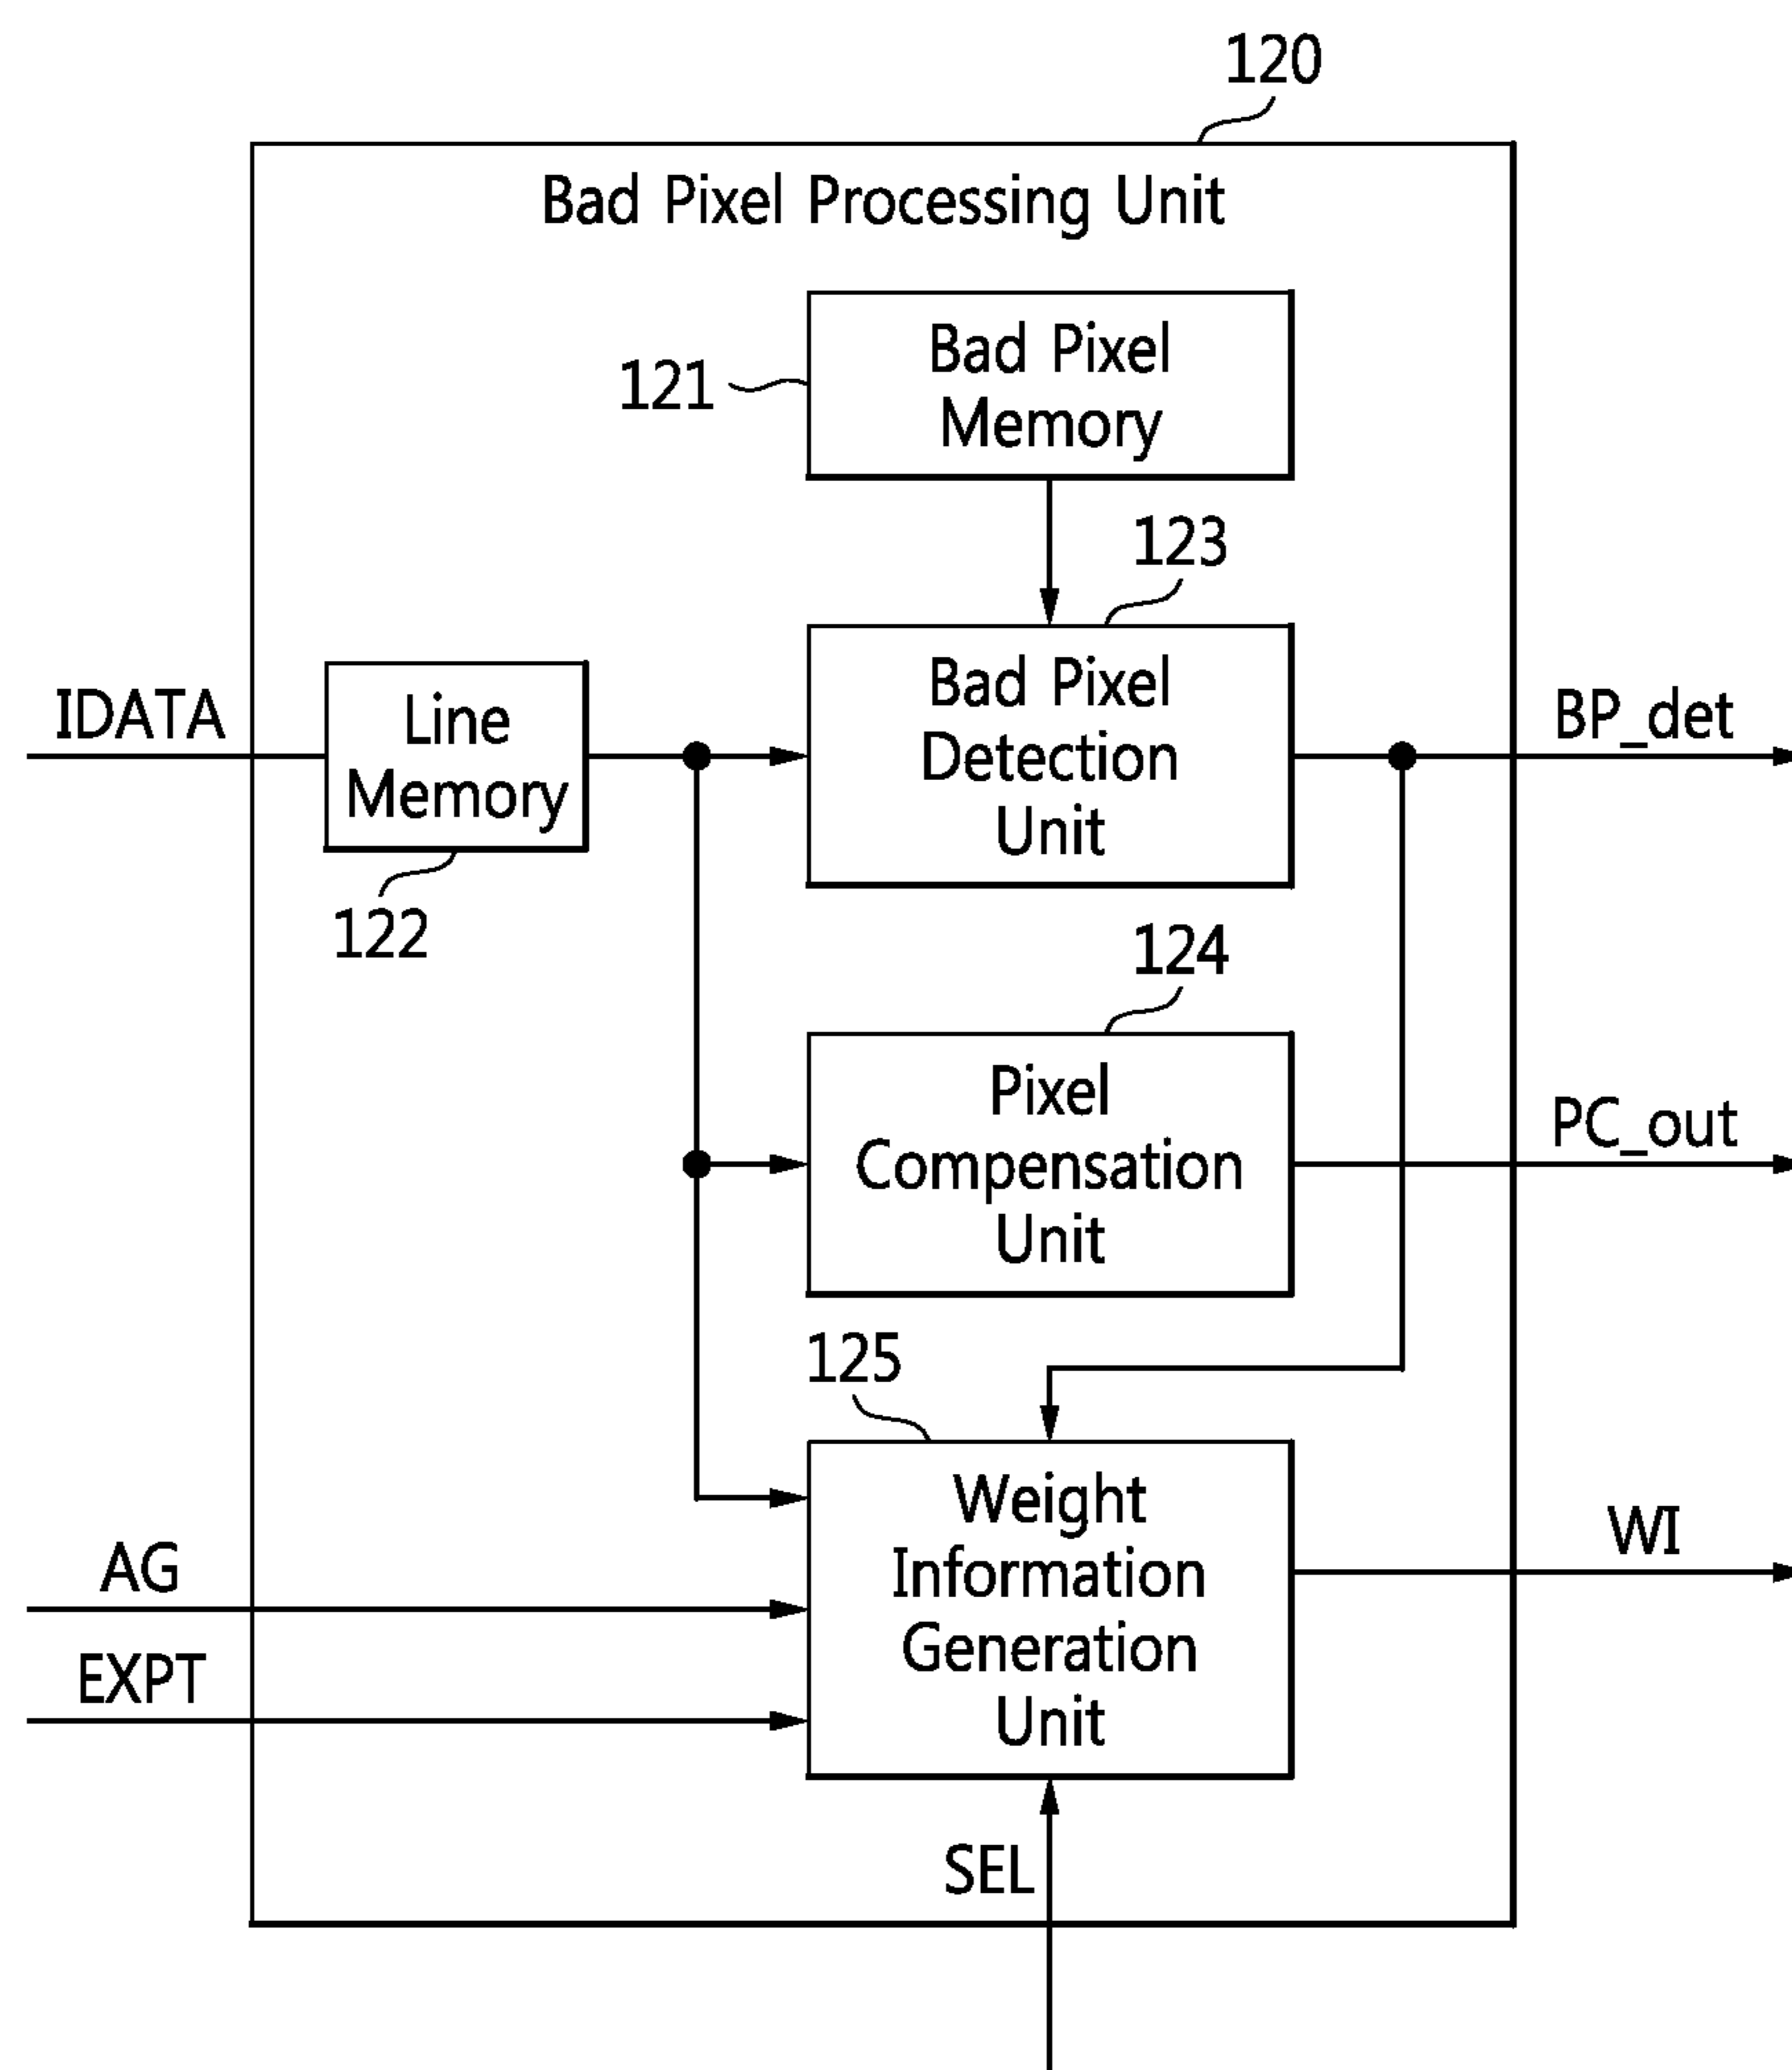 120
Bad Pixel Processing Unit
121
Bad Pixel
Memory
123
IDATA
Line
Memory
122
Bad Pixel
Detection
Unit
BP_det
124
Pixel
Compensation
Unit
PC_out
125
Weight
Information
Generation
Unit
AG
EXPT
WI
SEL